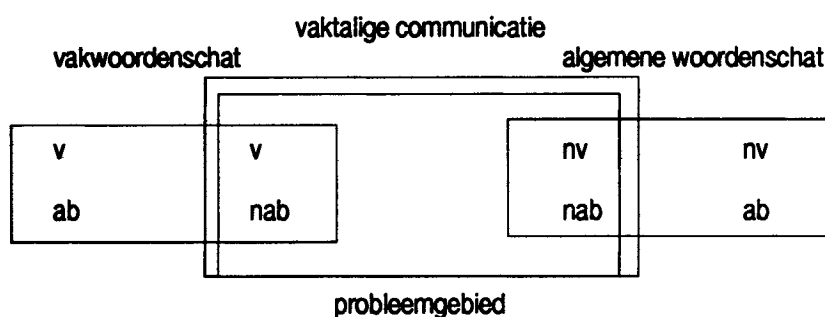 vaktalige communicatie
vakwoordenschat algemene woordenschat
v v nv nv
ab nab nab ab
probleemgebied